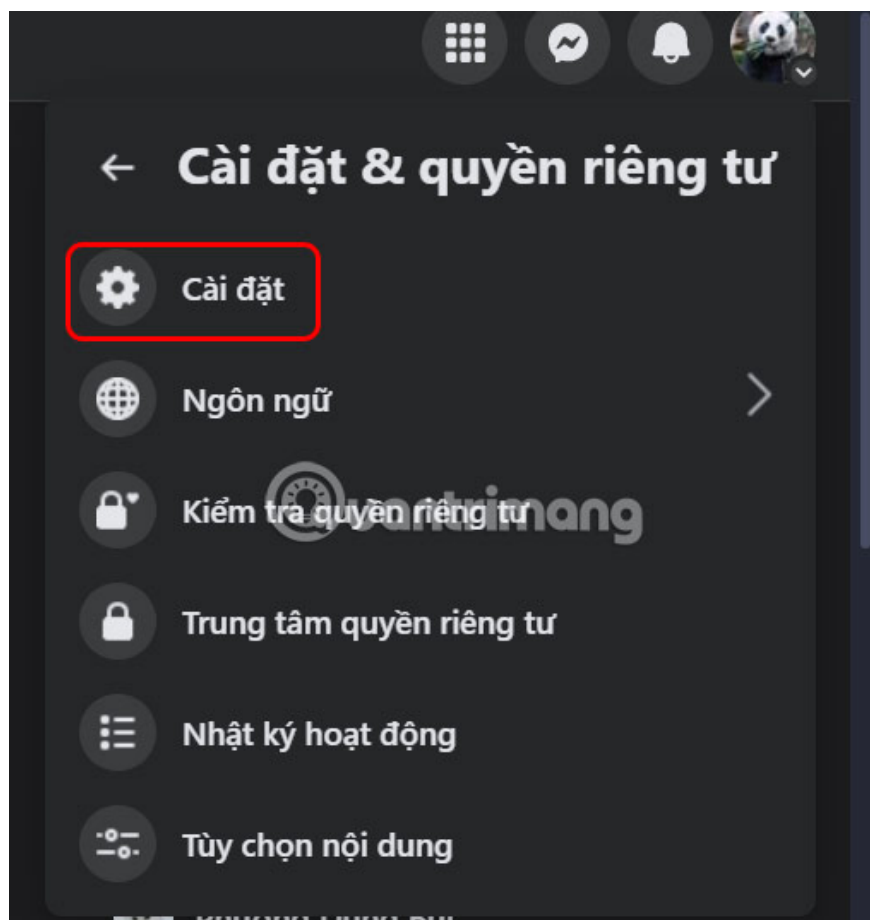 Cài đặt & quyền riêng tư
Cài đặt
Ngôn ngữ
Kiểm tra quyền riêng tư
Quantrimang
Trung tâm quyền riêng tư
Nhật ký hoạt động
Tùy chọn nội dung